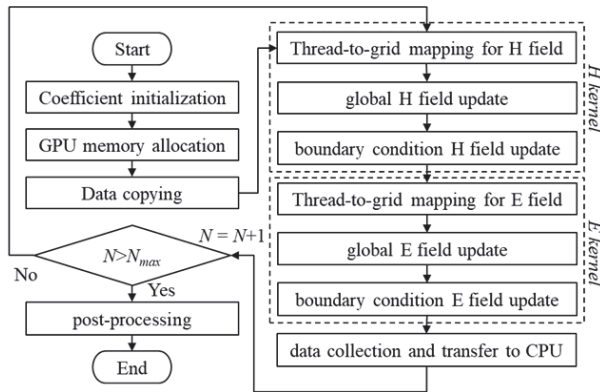 Start
Coefficient initialization
GPU memory allocation
Data copying
Thread-to-grid mapping for H field
global H field update
boundary condition H field update
H kernel
Thread-to-grid mapping for E field
global E field update
boundary condition E field update
E kernel
data collection and transfer to CPU
N = N+1
N>Nmax
No
Yes
post-processing
End